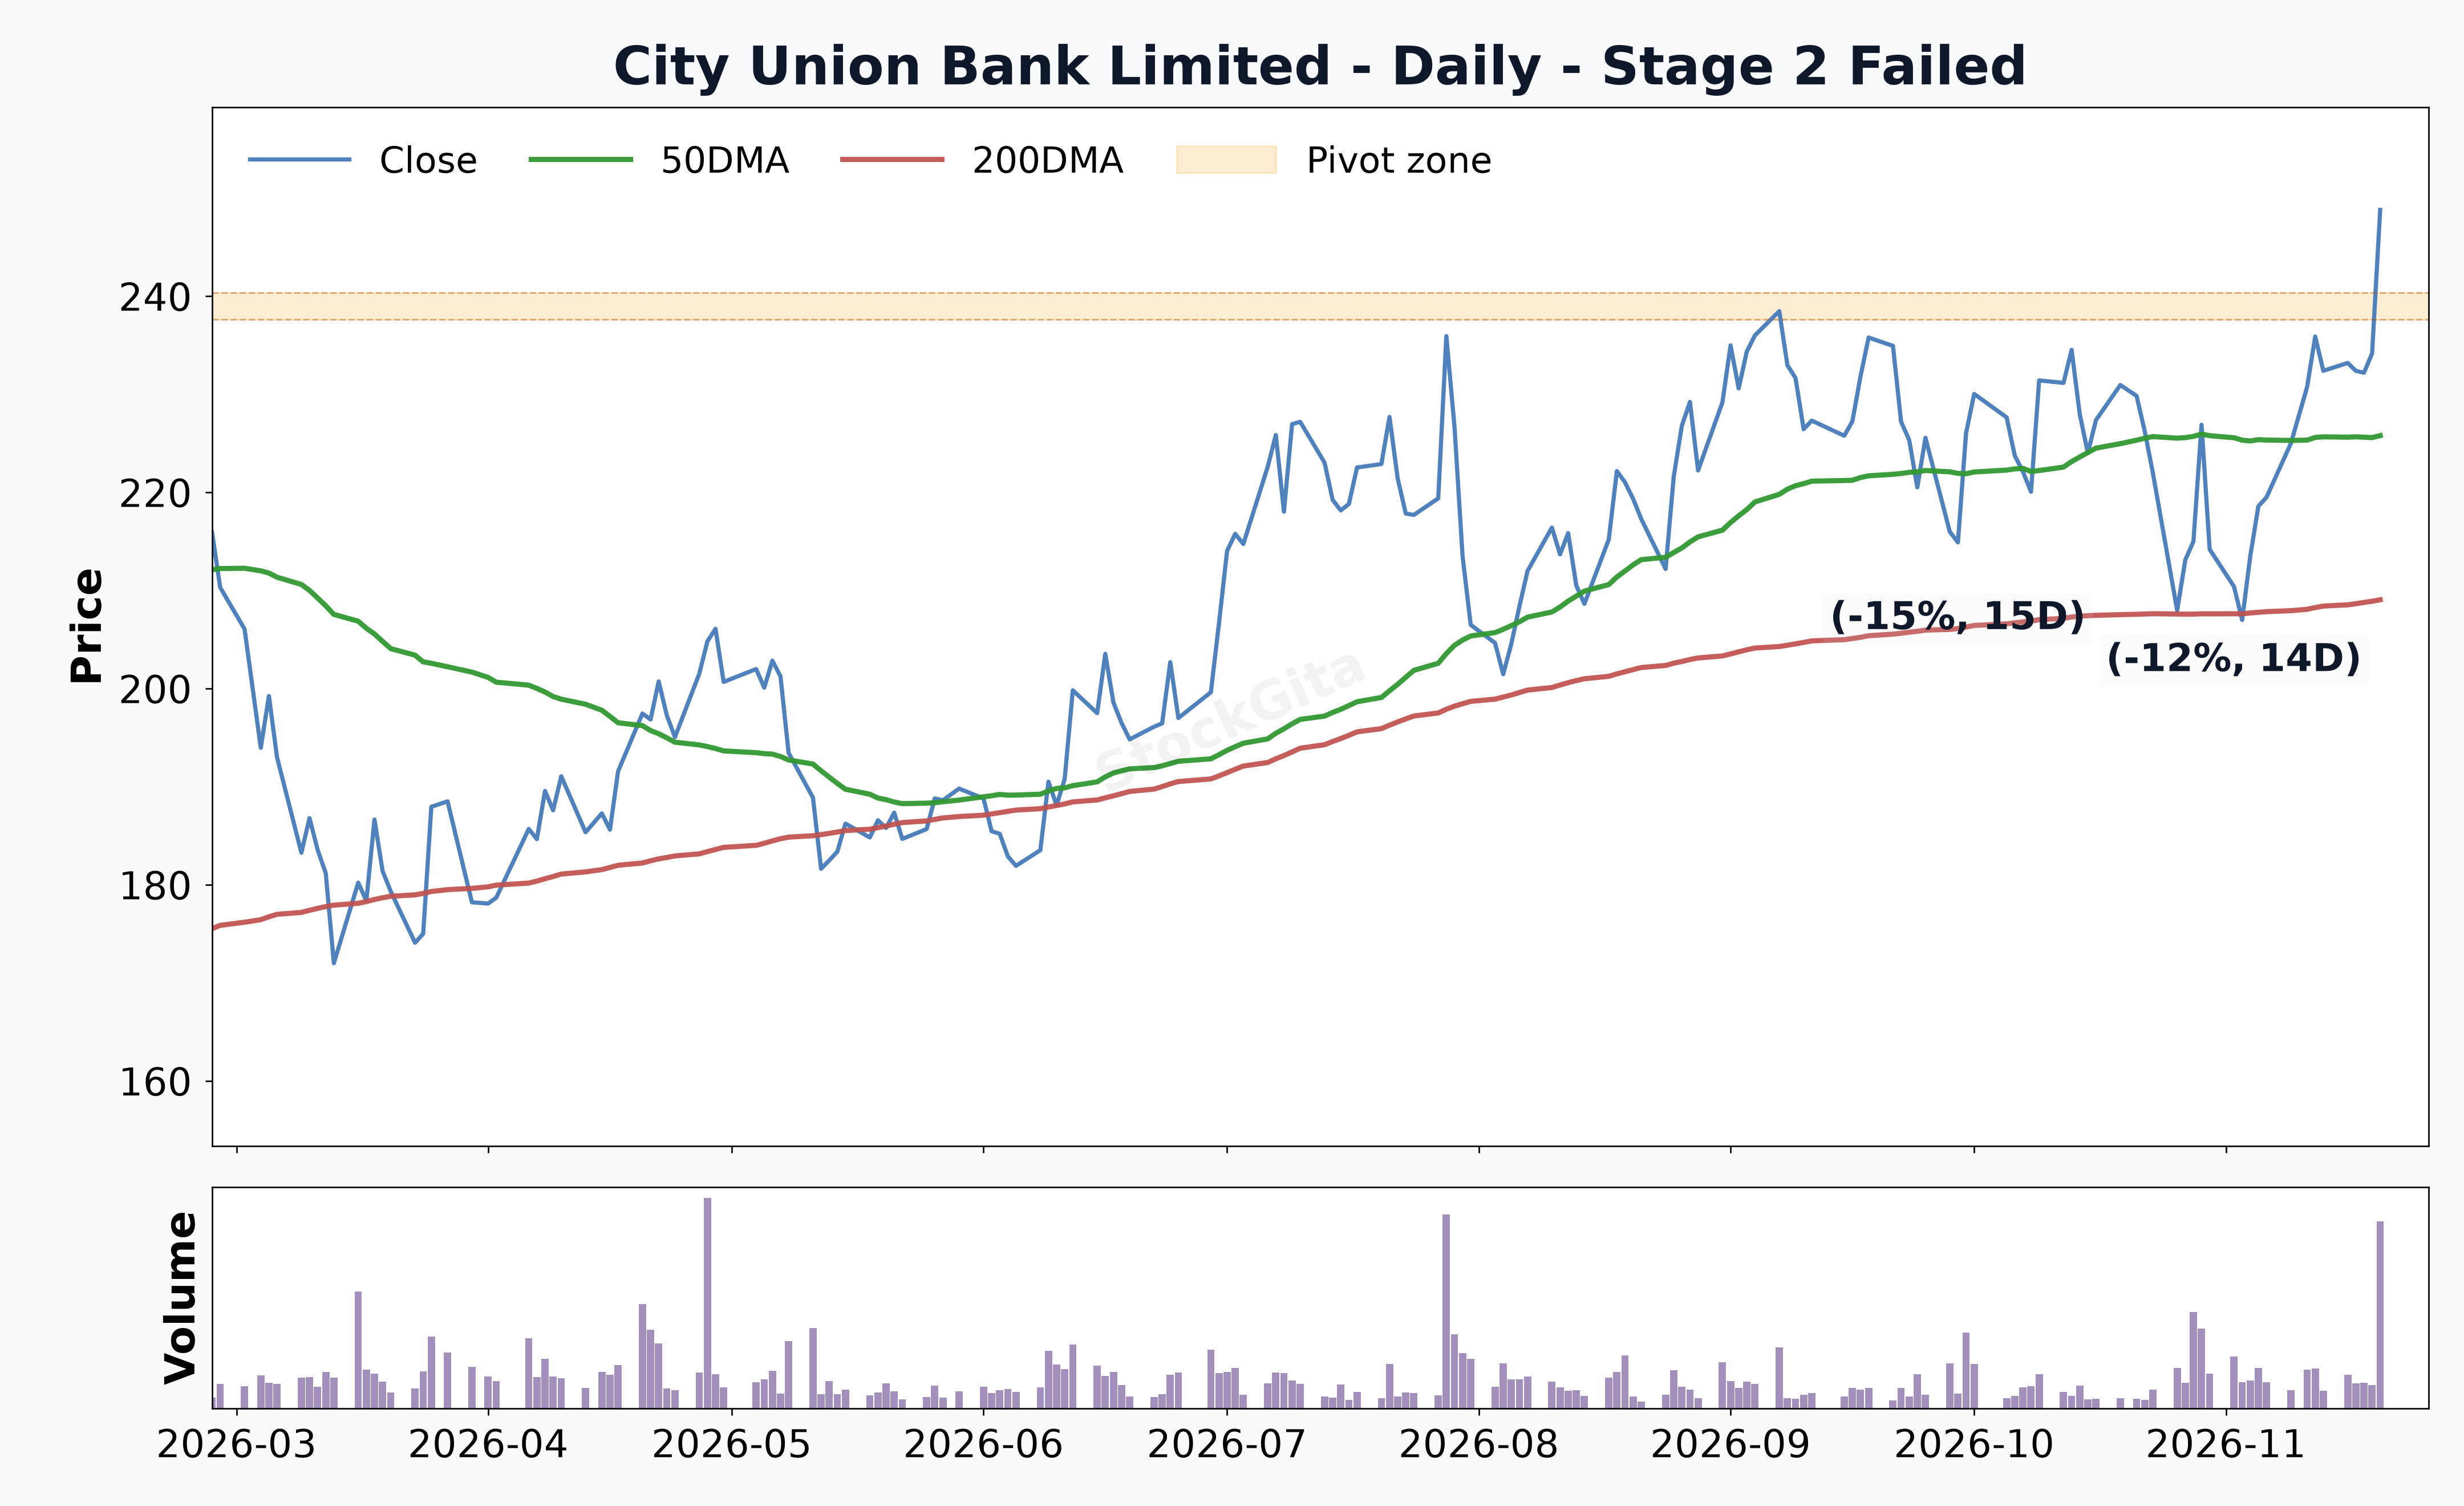 City Union Bank Limited - Daily - Stage 2 Failed
Close 50DMA 200DMA Pivot zone
240
220
200
180
160
Price
(-15%, 15D)
(-12%, 14D)
StockGita
Volume
2026-03 2026-04 2026-05 2026-06 2026-07 2026-08 2026-09 2026-10 2026-11